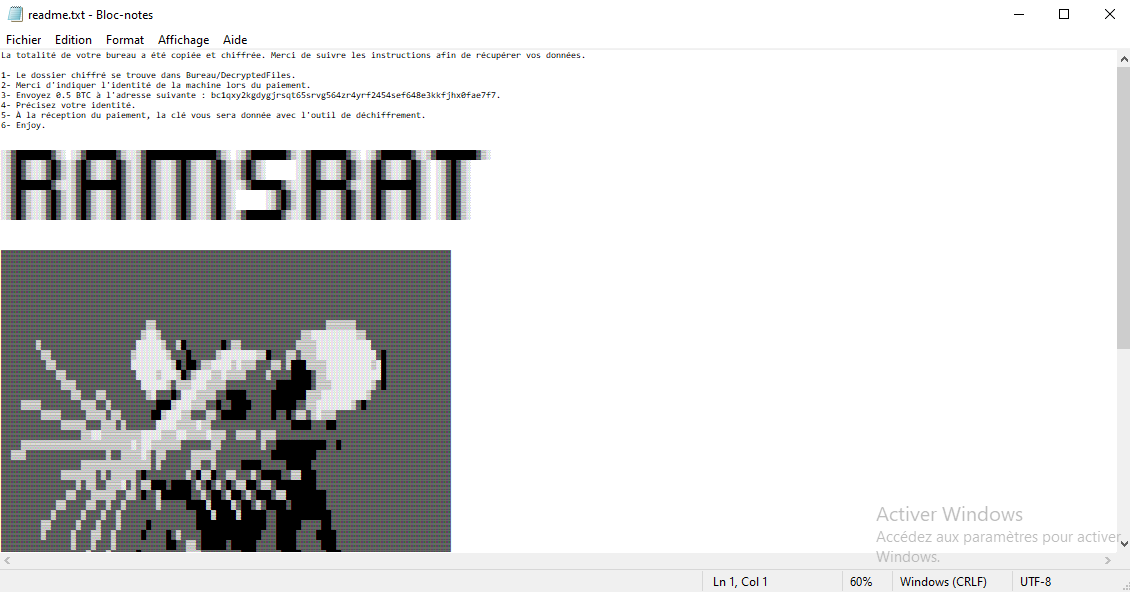 readme.txt - Bloc-notes
Fichier Edition Format Affichage Aide
La totalité de votre bureau a été copiée et chiffrée. Merci de suivre les instructions afin de récupérer vos données.
1- Le dossier chiffré se trouve dans Bureau/DecryptedFiles.
2- Merci d'indiquer l'identité de la machine lors du paiement.
3- Envoyez 0.5 BTC à l'adresse suivante : bc1qxy2kgdygjrsqt65srvg564zr4yrf2454sef648e3kkfjhx0fae7f7.
4- Précisez votre identité.
5- À la réception du paiement, la clé vous sera donnée avec l'outil de déchiffrement.
6- Enjoy.
RAMSRAT
Activer Windows
Accédez aux paramètres pour activer
Windows.
Ln 1, Col 1 60% Windows (CRLF) UTF-8